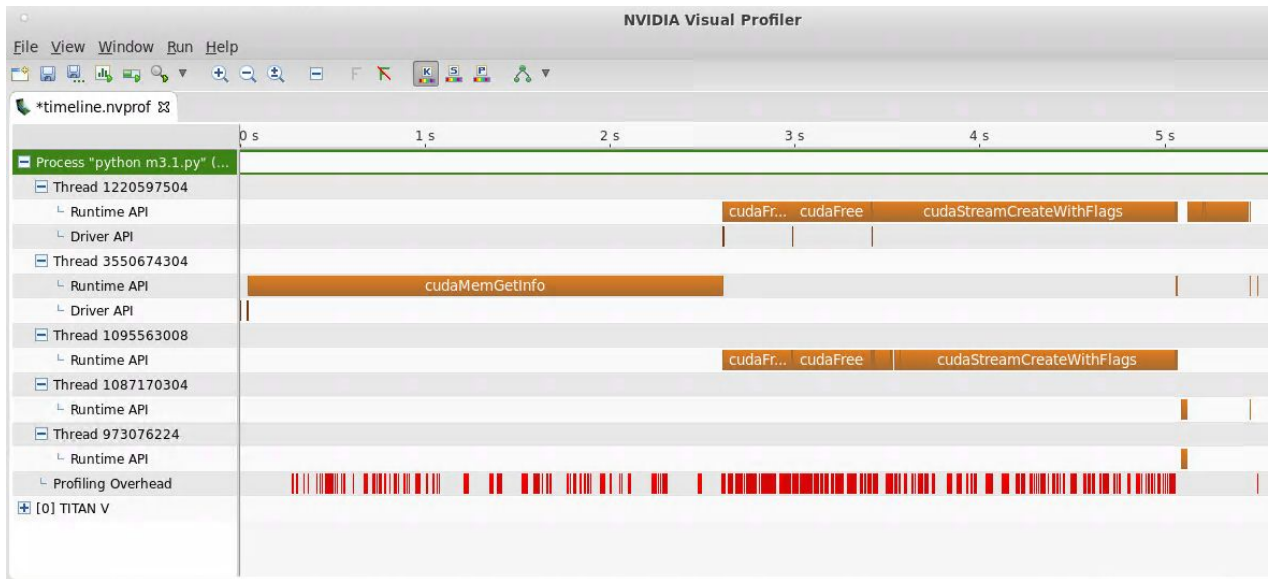 NVIDIA Visual Profiler
File View Window Run Help
*timeline.nvprof
0 s 1 s 2 s 3 s 4 s 5 s
Process "python m3.1.py" (...
Thread 1220597504
Runtime API cudaFr... cudaFree cudaStreamCreateWithFlags
Driver API
Thread 3550674304
Runtime API cudaMemGetInfo
Driver API
Thread 1095563008
Runtime API cudaFr... cudaFree cudaStreamCreateWithFlags
Thread 1087170304
Runtime API
Thread 973076224
Runtime API
Profiling Overhead
[0] TITAN V